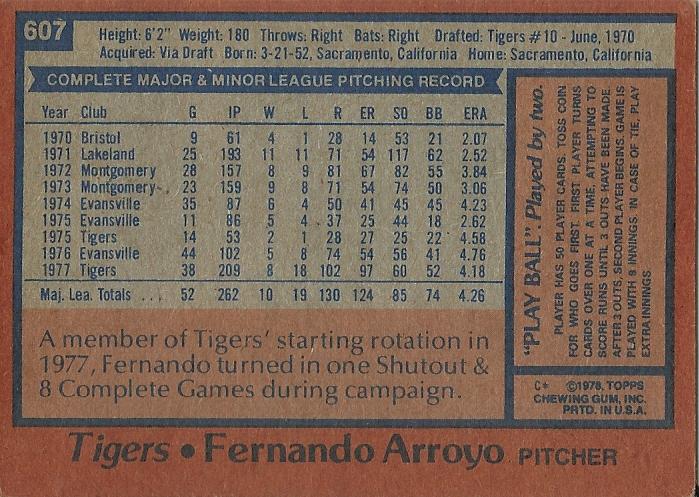 607
Height: 6'2" Weight: 180 Throws: Right Bats: Right Drafted: Tigers #10 - June, 1970
Acquired: Via Draft Born: 3-21-52, Sacramento, California Home: Sacramento, California
COMPLETE MAJOR & MINOR LEAGUE PITCHING RECORD
Year Club G IP W L R ER SO BB ERA
1970 Bristol 9 61 4 1 28 14 53 21 2.07
1971 Lakeland 25 193 11 11 71 54 117 62 2.52
1972 Montgomery 28 157 8 9 81 67 82 55 3.84
1973 Montgomery 23 159 9 8 71 54 74 50 3.06
1974 Evansville 35 87 6 4 50 41 45 45 4.23
1975 Evansville 11 86 5 4 37 25 44 18 2.62
1975 Tigers 14 53 2 1 28 27 25 22 4.58
1976 Evansville 44 102 5 8 74 54 56 41 4.76
1977 Tigers 38 209 8 18 102 97 60 52 4.18
Maj. Lea. Totals ... 52 262 10 19 130 124 85 74 4.26
A member of Tigers' starting rotation in
1977, Fernando turned in one Shutout &
8 Complete Games during campaign.
"PLAY BALL". Played by two.
PLAYER HAS 50 PLAYER CARDS. TOSS COIN
FOR WHO GOES FIRST. FIRST PLAYER TURNS
CARDS OVER ONE AT A TIME, ATTEMPTING TO
SCORE RUNS UNTIL 3 OUTS HAVE BEEN MADE.
AFTER 3 OUTS, SECOND PLAYER BEGINS. GAME IS
PLAYED WITH 9 INNINGS. IN CASE OF TIE PLAY
EXTRA INNINGS
C* ©1978, TOPPS
CHEWING GUM, INC.
PRTD. IN U.S.A.
Tigers • Fernando Arroyo PITCHER